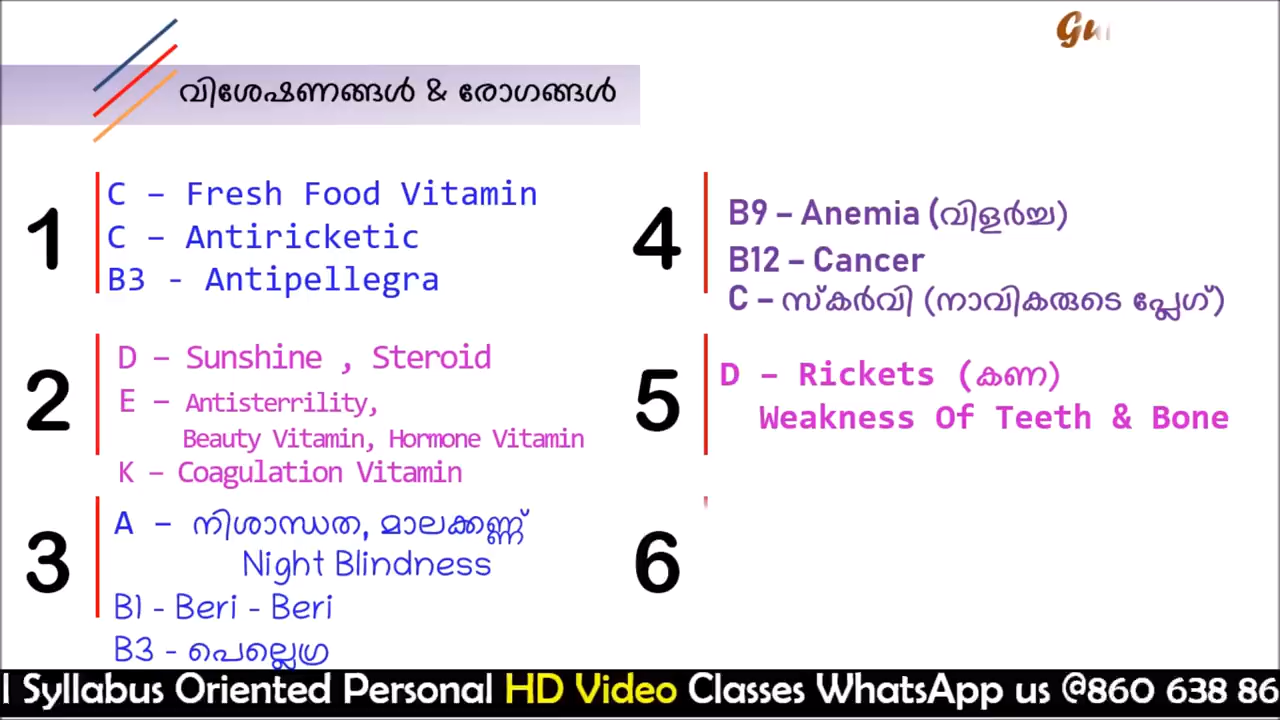 വിശേഷണങ്ങൾ & രോഗങ്ങൾ
1
C – Fresh Food Vitamin
C – Antiricketic
B3 - Antipellegra
2
D – Sunshine , Steroid
E – Antisterrility,
Beauty Vitamin, Hormone Vitamin
K – Coagulation Vitamin
3
A – നിശാന്ധത, മാലക്കണ്ണ്
Night Blindness
B1 - Beri - Beri
B3 - പെല്ലെഗ്ര
4
B9 – Anemia (വിളർച്ച)
B12 – Cancer
C – സ്കർവി (നാവികരുടെ പ്ലേഗ്)
5
D – Rickets (കണ)
Weakness Of Teeth & Bone
6
l Syllabus Oriented Personal HD Video Classes WhatsApp us @860 638 86